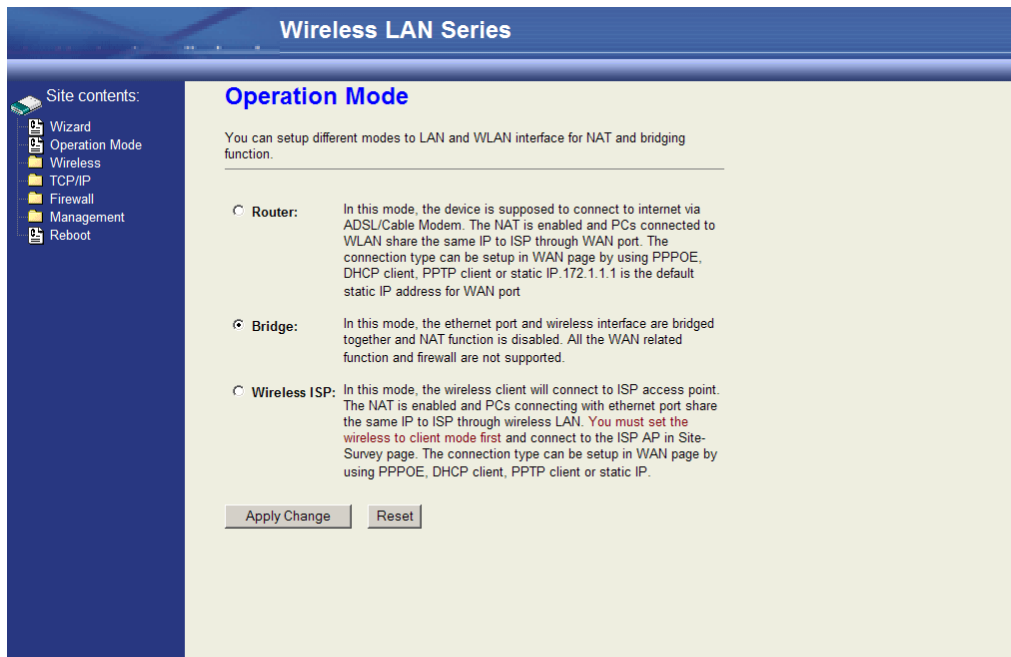 Wireless LAN Series
Site contents:
Wizard
Operation Mode
Wireless
TCP/IP
Firewall
Management
Reboot
Operation Mode
You can setup different modes to LAN and WLAN interface for NAT and bridging
function.
Router:
In this mode, the device is supposed to connect to internet via
ADSL/Cable Modem. The NAT is enabled and PCs connected to
WLAN share the same IP to ISP through WAN port. The
connection type can be setup in WAN page by using PPPOE,
DHCP client, PPTP client or static IP.172.1.1.1 is the default
static IP address for WAN port
Bridge:
In this mode, the ethernet port and wireless interface are bridged
together and NAT function is disabled. All the WAN related
function and firewall are not supported.
Wireless ISP:
In this mode, the wireless client will connect to ISP access point.
The NAT is enabled and PCs connecting with ethernet port share
the same IP to ISP through wireless LAN. You must set the
wireless to client mode first and connect to the ISP AP in Site-
Survey page. The connection type can be setup in WAN page by
using PPPOE, DHCP client, PPTP client or static IP.
Apply Change
Reset